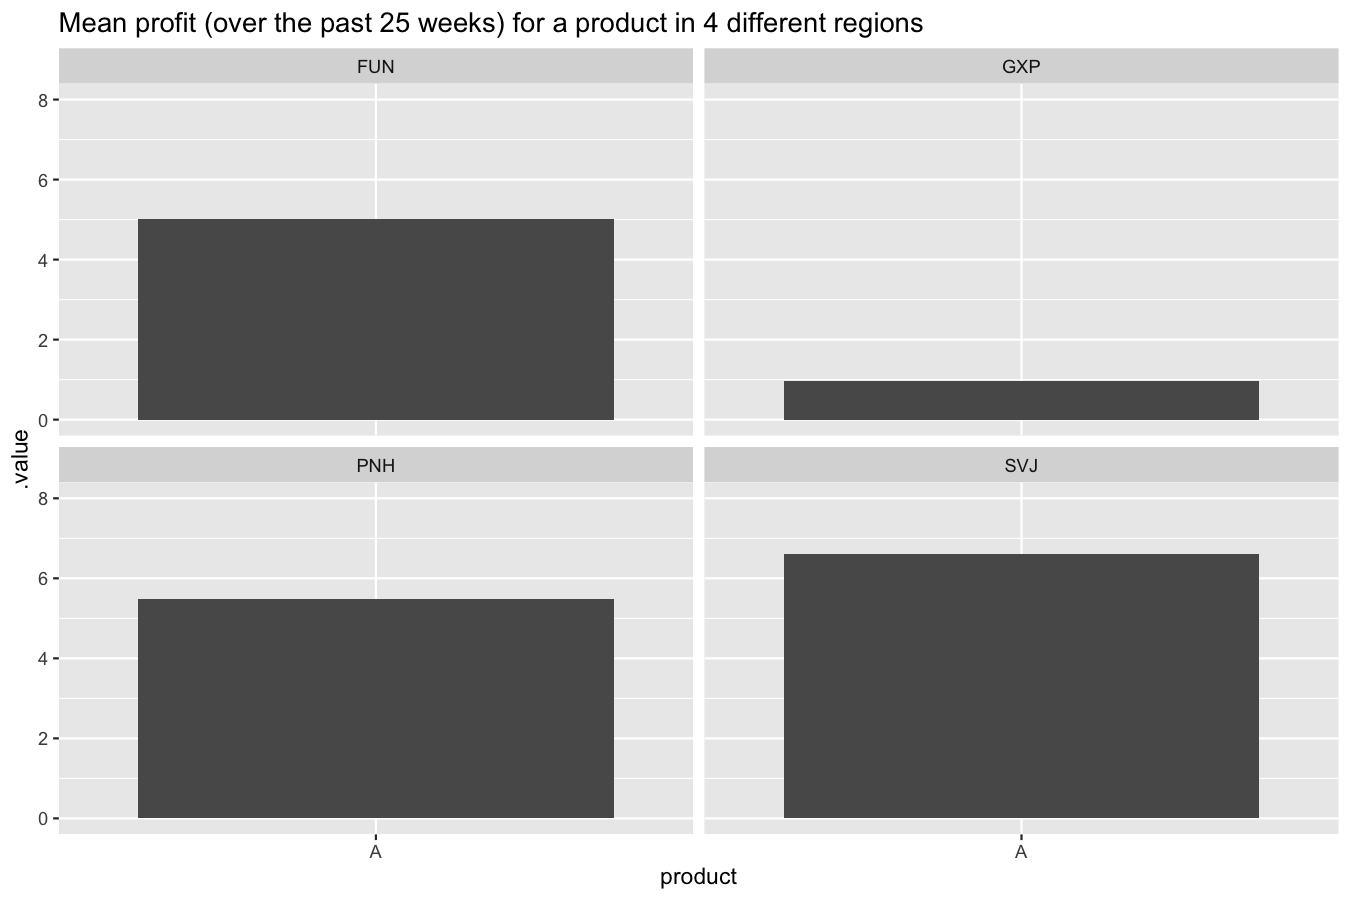 Mean profit (over the past 25 weeks) for a product in 4 different regions
FUN
GXP
8
6
4
2
0
.value
PNH
SVJ
8
6
4
2
0
A
A
product